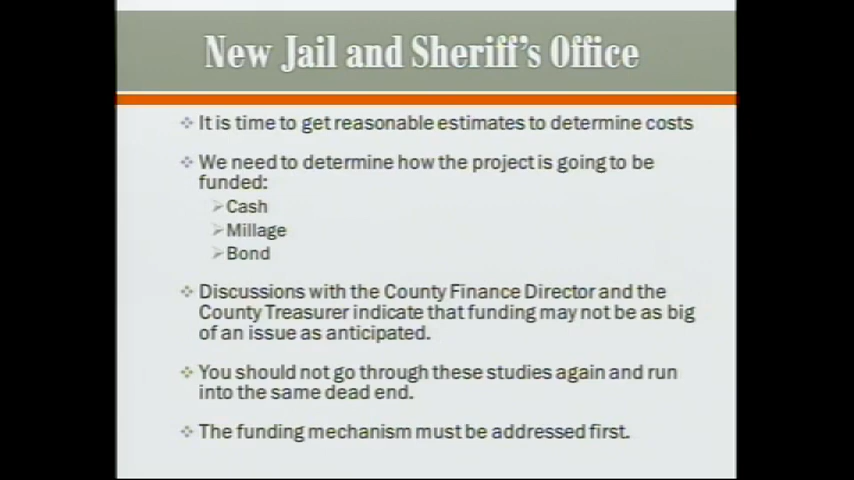 New Jail and Sheriff's Office
It is time to get reasonable estimates to determine costs
We need to determine how the project is going to be
funded:
Cash
Millage
Bond
Discussions with the County Finance Director and the
County Treasurer indicate that funding may not be as big
of an issue as anticipated.
You should not go through these studies again and run
into the same dead end.
The funding mechanism must be addressed first.